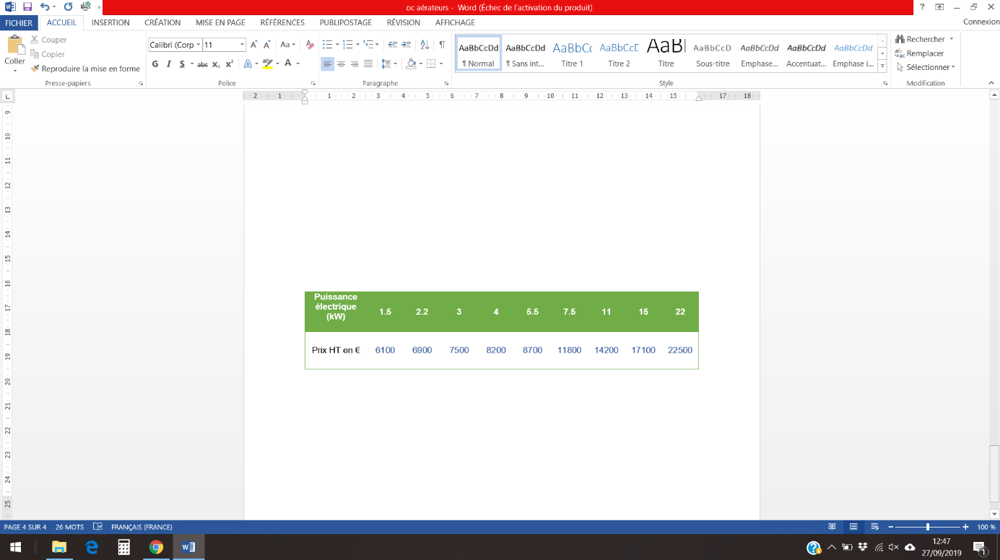 oc aérateurs - Word (Échec de l'activation du produit)
FICHIER ACCUEIL INSERTION CRÉATION MISE EN PAGE RÉFÉRENCES PUBLIPOSTAGE RÉVISION AFFICHAGE Connexion
Coller
Couper
Copier
Reproduire la mise en forme
Presse-papiers
Calibri (Corp 11
G I S abc x₂ x²
Aa
Police
Paragraphe
AaBbCcDd AaBbCcDd AaBbCc AaBbCcE AaB AaBbCcD AaBbCcDd AaBbCcDd AaBbCcDd
¶ Normal ¶ Sans int... Titre 1 Titre 2 Titre Sous-titre Emphase... Accentuat... Emphase i...
Style
Rechercher
Remplacer
Sélectionner
Modification
2 1 1 2 3 4 5 6 7 8 9 10 11 12 13 14 15 17 18
9
10
11
12
13
14
15
16
17
18
19
20
21
22
23
24
25
Puissance
électrique
(kW) 1.5 2.2 3 4 5.5 7.5 11 15 22
Prix HT en € 6100 6900 7500 8200 8700 11800 14200 17100 22500
PAGE 4 SUR 4 26 MOTS FRANÇAIS (FRANCE) 100 %
12:47
27/09/2019
1